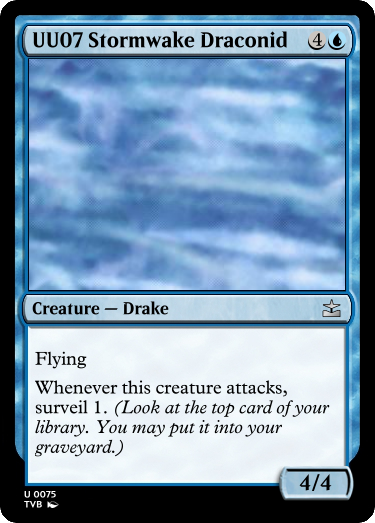 UU07 Stormwake Draconid 4
Creature — Drake
Flying
Whenever this creature attacks,
surveil 1. (Look at the top card of your
library. You may put it into your
graveyard.)
4/4
U 0075
TVB